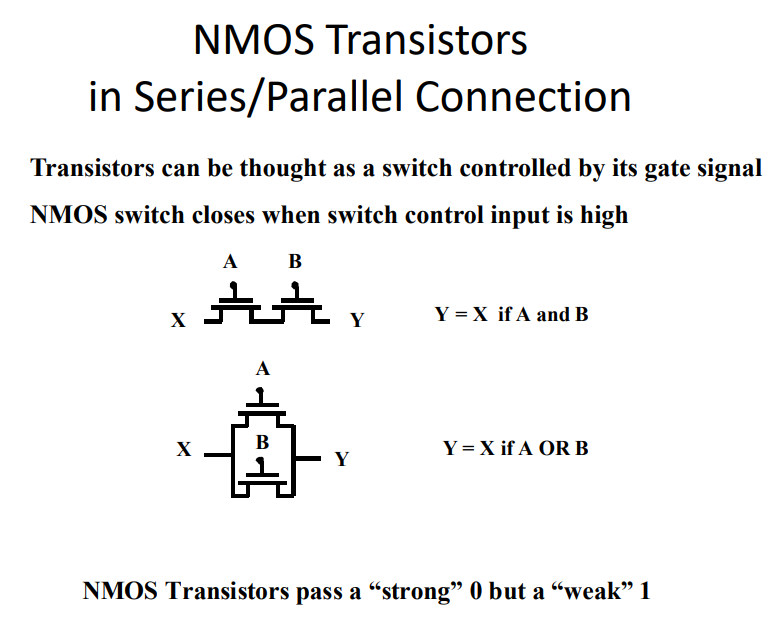 NMOS Transistors
in Series/Parallel Connection
Transistors can be thought as a switch controlled by its gate signal
NMOS switch closes when switch control input is high
A B
X Y Y = X if A and B
A
X B Y Y = X if A OR B
NMOS Transistors pass a “strong” 0 but a “weak” 1